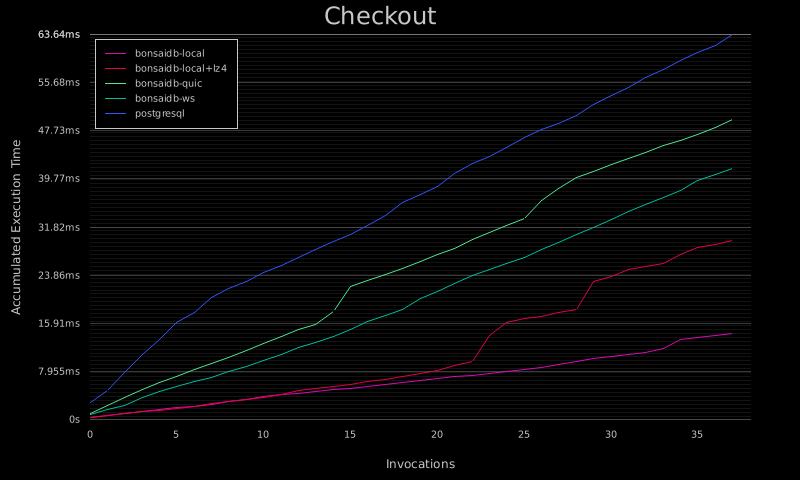 Checkout
63.64ms
55.68ms
47.73ms
39.77ms
31.82ms
23.86ms
15.91ms
7.955ms
0s
Accumulated Execution Time
bonsaidb-local
bonsaidb-local+lz4
bonsaidb-quic
bonsaidb-ws
postgresql
0 5 10 15 20 25 30 35
Invocations